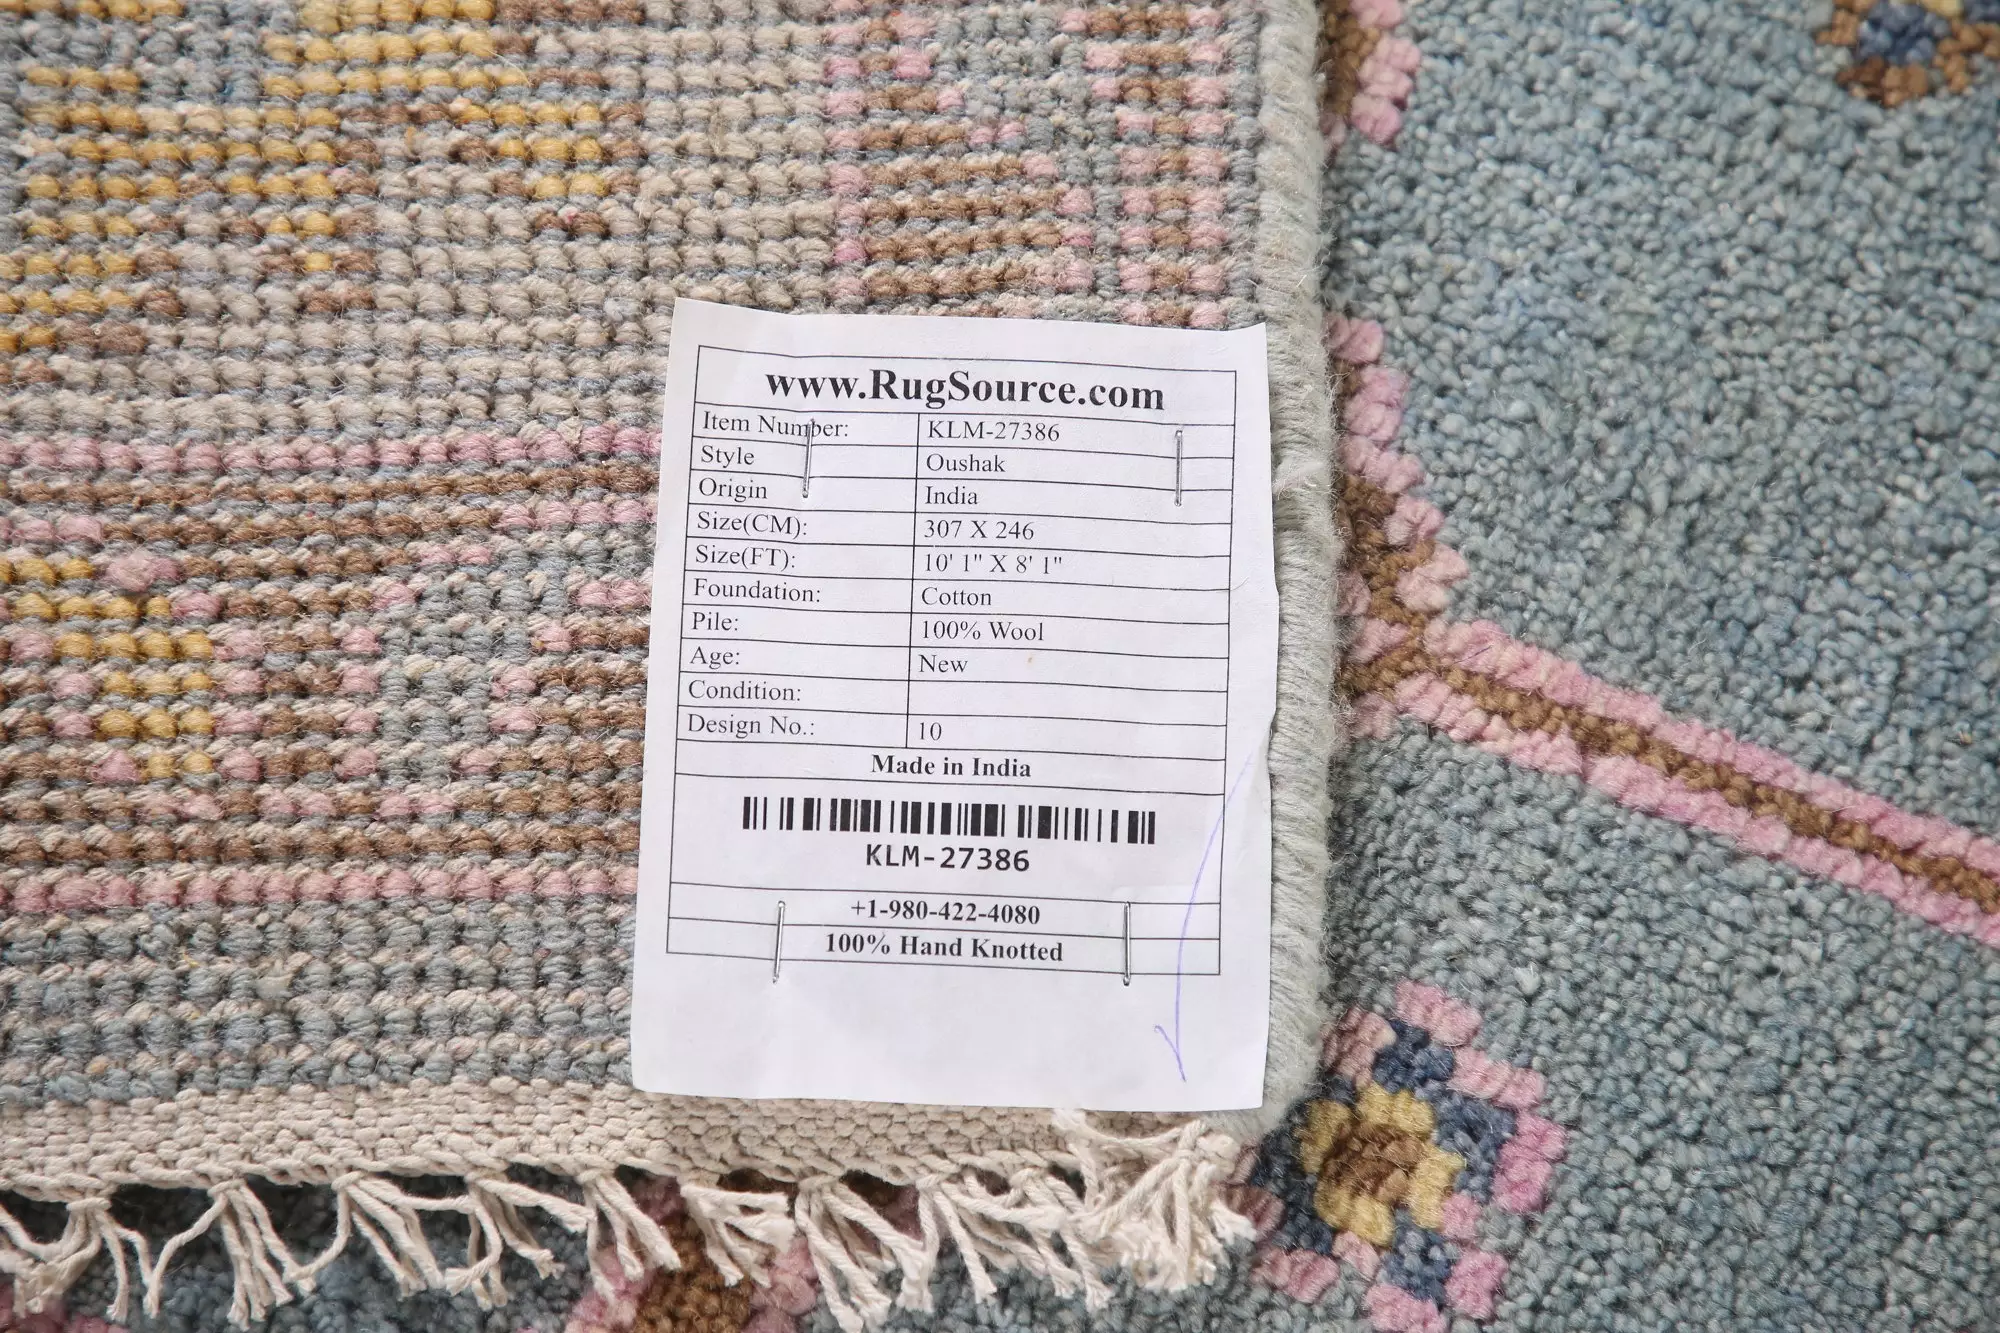 www.RugSource.com
Item Number: KLM-27386
Style Oushak
Origin India
Size(CM): 307 X 246
Size(FT): 10' 1" X 8' 1"
Foundation: Cotton
Pile: 100% Wool
Age: New
Condition:
Design No.: 10
Made in India
KLM-27386
+1-980-422-4080
100% Hand Knotted